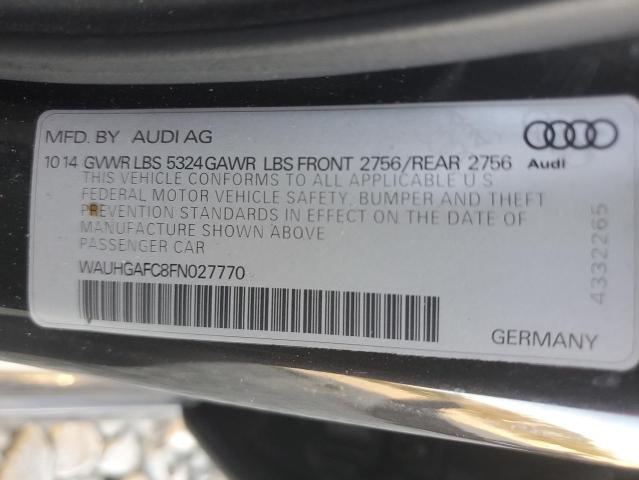 MFD. BY AUDI AG
10 14 GVWR LBS 5324 GAWR LBS FRONT 2756/REAR 2756 Audi
THIS VEHICLE CONFORMS TO ALL APPLICABLE U S
FEDERAL MOTOR VEHICLE SAFETY, BUMPER AND THEFT
PREVENTION STANDARDS IN EFFECT ON THE DATE OF
MANUFACTURE SHOWN ABOVE
PASSENGER CAR
WAUHGAFC8FN027770
GERMANY
4332265